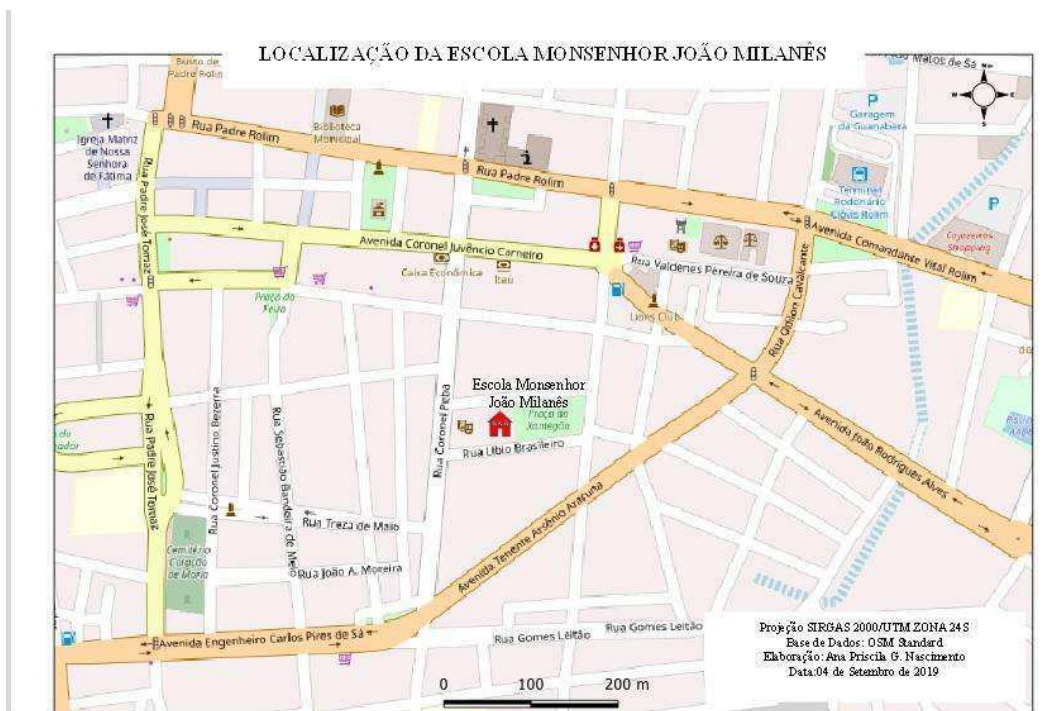 LOCALIZAÇÃO DA ESCOLA MONSENHOR JOÃO MILANÊS
Busto de
Padre Rolim
Matos de Sá
N
W
E
S
P
Garagem
da Guanabara
Igreja Matriz
de Nossa
Senhora
de Fátima
Rua Padre Rolim
Biblioteca
Municipal
Rua Padre Rolim
Terminal
Rodoviário
Clóvis Rolim
P
Cajazeiras
Shopping
Rua Padre José Tomaz
Avenida Coronel Juvêncio Carneiro
Avenida Comandante Vital Rolim
Caixa Econômica
Itaú
Rua Valdenes Pereira de Souza
Rua Odilon Cavalcante
Praça da
Feira
Lions Club
Escola Monsenhor
João Milanês
Praça do
Xamegão
Rua Líbio Brasileiro
Rua Coronel Peba
Rua Coronel Justino Bezerra
Rua Sebastião Bandeira de Melo
Rua Padre José Tomaz
Avenida João Rodrigues Alves
Rua Treza de Maio
Avenida Tenente Arsênio Araruna
Cemitério
Coração
de Maria
Rua João A. Moreira
Avenida Engenheiro Carlos Pires de Sá
Rua Gomes Leitão
Rua Gomes Leitão
Projeção SIRGAS 2000/UTM ZONA 24S
Base de Dados: OSM Standard
Elaboração: Ana Priscila G. Nascimento
Data:04 de Setembro de 2019
0 100 200 m